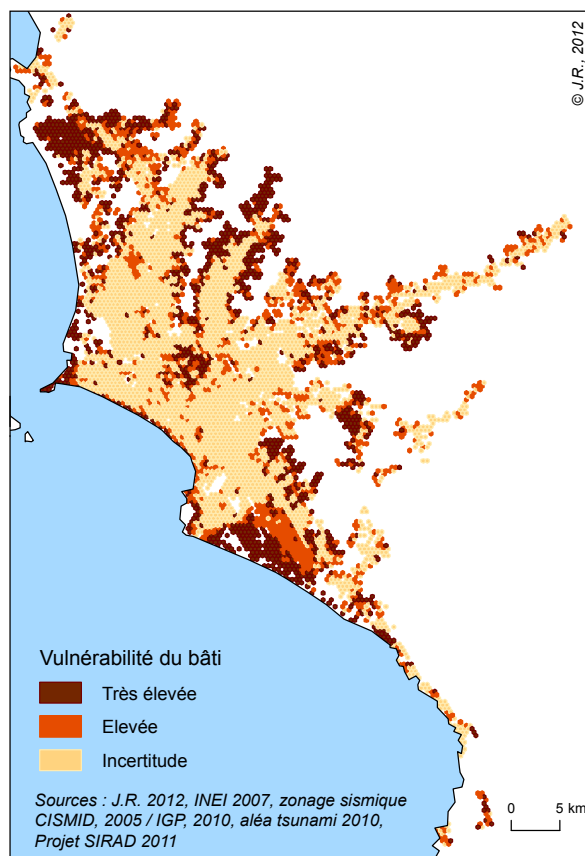 © J.R., 2012
Vulnérabilité du bâti
Très élevée
Elevée
Incertitude
Sources : J.R. 2012, INEI 2007, zonage sismique
CISMID, 2005 / IGP, 2010, aléa tsunami 2010,
Projet SIRAD 2011
0 5 km